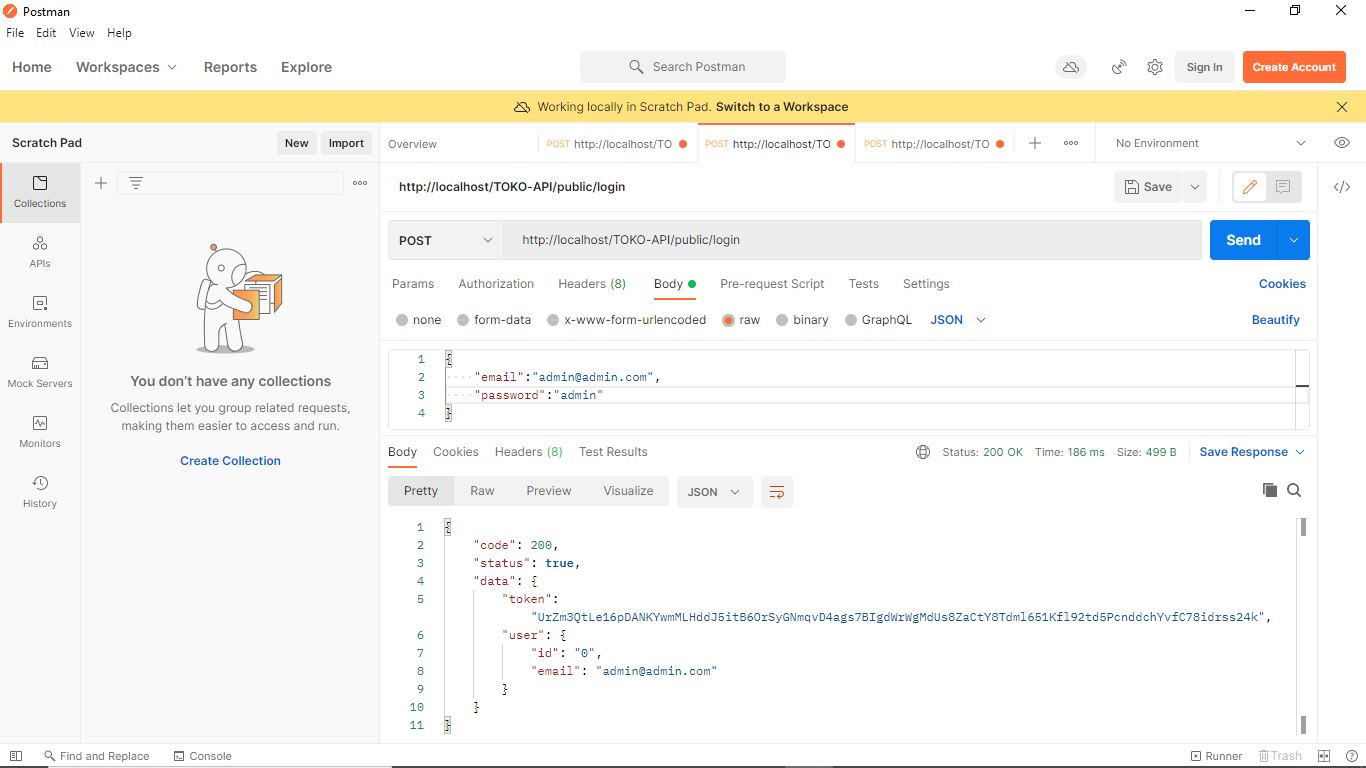 Postman
File Edit View Help
Home Workspaces Reports Explore
Search Postman
Sign In
Create Account
Working locally in Scratch Pad. Switch to a Workspace
Scratch Pad
New
Import
Overview
POST http://localhost/TO
POST http://localhost/TO
POST http://localhost/TO
No Environment
Collections
APIs
Environments
Mock Servers
Monitors
History
You don't have any collections
Collections let you group related requests,
making them easier to access and run.
Create Collection
http://localhost/TOKO-API/public/login
Save
POST http://localhost/TOKO-API/public/login
Send
Params Authorization Headers (8) Body Pre-request Script Tests Settings Cookies
none form-data x-www-form-urlencoded raw binary GraphQL JSON Beautify
1 {
2 "email":"admin@admin.com",
3 "password":"admin"
4 }
Body Cookies Headers (8) Test Results Status: 200 OK Time: 186 ms Size: 499 B Save Response
Pretty Raw Preview Visualize JSON
1 {
2 "code": 200,
3 "status": true,
4 "data": {
5 "token":
"UrZm3QtLe16pDANKYwmMLHddJ5itB6OrSyGNmqvD4ags7BIgdWrWgMdUs8ZaCtY8Tdml651Kfl92td5PcnddchYvfC78idrss24k",
6 "user": {
7 "id": "0",
8 "email": "admin@admin.com"
9 }
10 }
11 }
Find and Replace Console Runner Trash